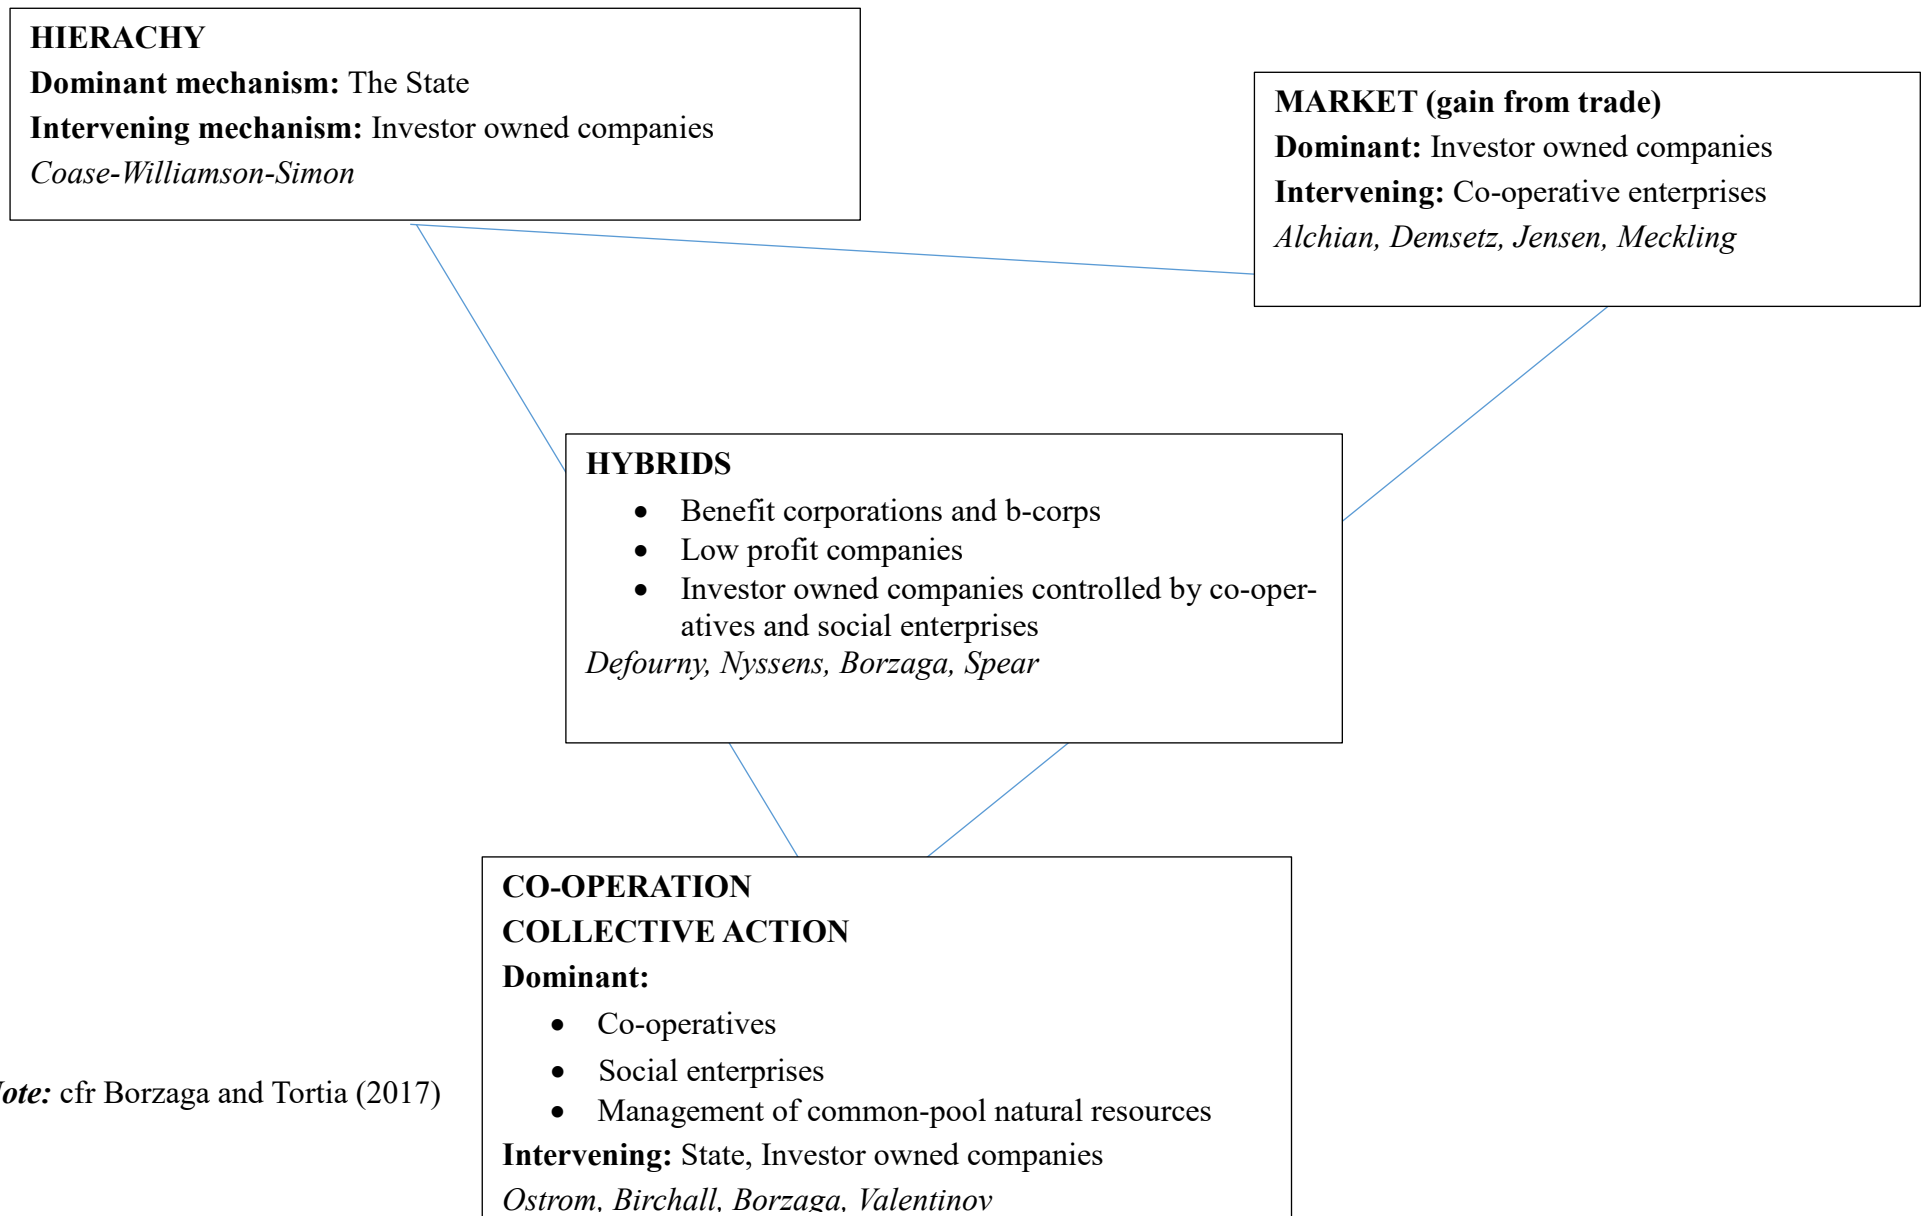 HIERACHY
Dominant mechanism: The State
Intervening mechanism: Investor owned companies
Coase-Williamson-Simon
MARKET (gain from trade)
Dominant: Investor owned companies
Intervening: Co-operative enterprises
Alchian, Demsetz, Jensen, Meckling
HYBRIDS
• Benefit corporations and b-corps
• Low profit companies
• Investor owned companies controlled by co-oper-
atives and social enterprises
Defourny, Nyssens, Borzaga, Spear
CO-OPERATION
COLLECTIVE ACTION
Dominant:
• Co-operatives
• Social enterprises
• Management of common-pool natural resources
Intervening: State, Investor owned companies
Ostrom, Birchall, Borzaga, Valentinov
ote: cfr Borzaga and Tortia (2017)